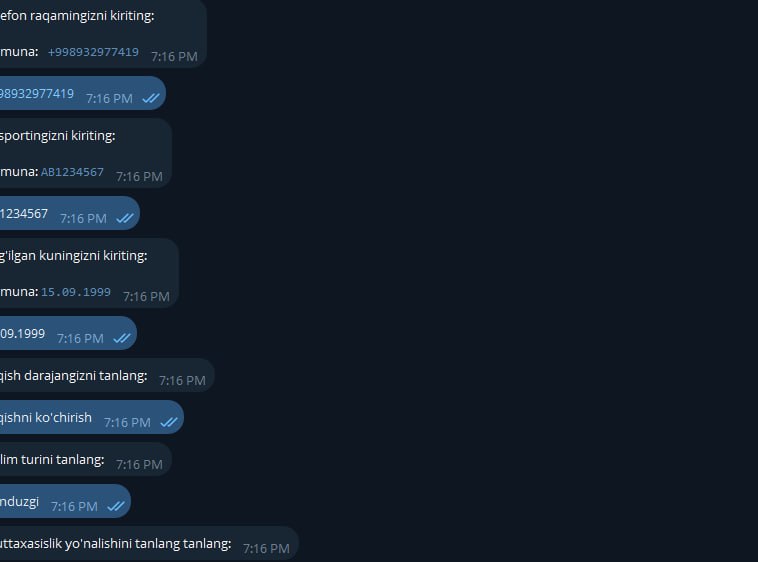 efon raqamingizni kiriting:
muna: +998932977419 7:16 PM
98932977419 7:16 PM
sportingizni kiriting:
muna: AB1234567 7:16 PM
1234567 7:16 PM
g'ilgan kuningizni kiriting:
muna: 15.09.1999 7:16 PM
09.1999 7:16 PM
qish darajangizni tanlang: 7:16 PM
qishni ko'chirish 7:16 PM
lim turini tanlang: 7:16 PM
nduzgi 7:16 PM
uttaxasislik yo'nalishini tanlang tanlang: 7:16 PM